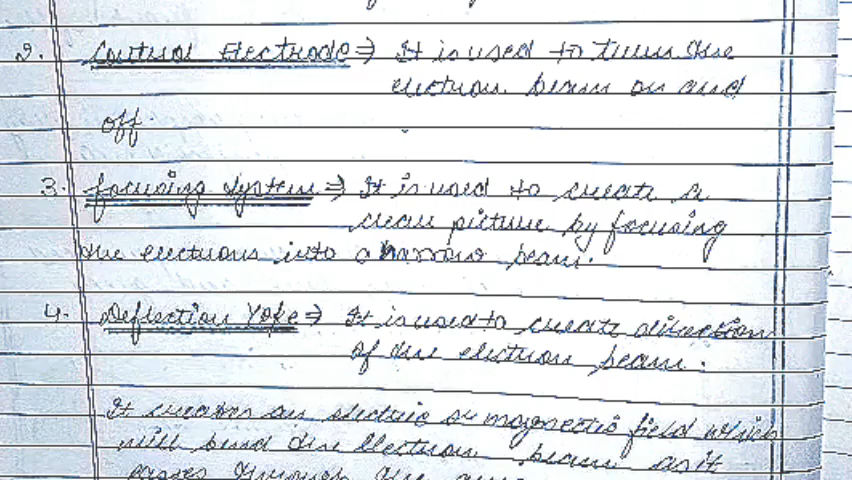 2. Control Electrode ⇒ It is used to turn the
electron beam on and
off.
3. focusing system ⇒ It is used to create a
clear picture by focusing
the electrons into a narrow beam.
4. Deflection Yoke ⇒ It is used to create direction
of the electron beam.
It creates an electric or magnetic field which
will bend the electron beam as it
passes through the